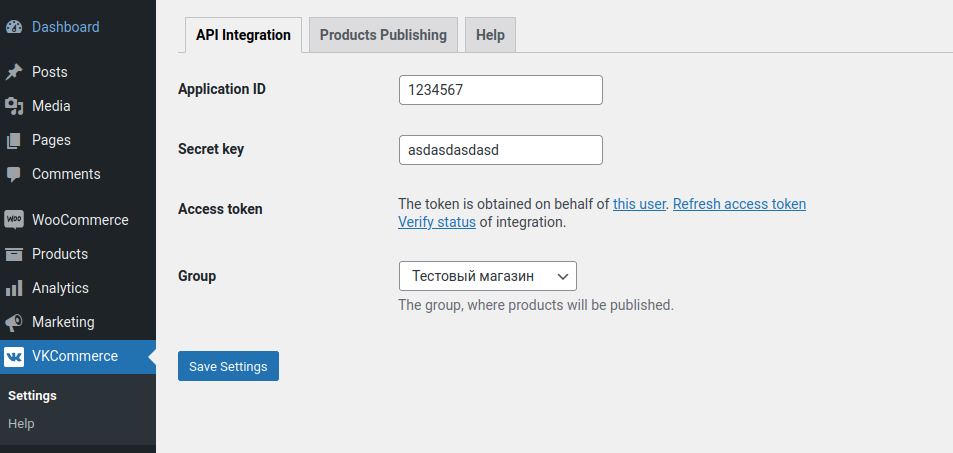 Dashboard
Posts
Media
Pages
Comments
WOO
WooCommerce
Products
Analytics
Marketing
VKCommerce
Settings
Help
API Integration
Products Publishing
Help
Application ID
1234567
Secret key
asdasdasdasd
Access token
The token is obtained on behalf of this user. Refresh access token
Verify status of integration.
Group
Тестовый магазин
The group, where products will be published.
Save Settings